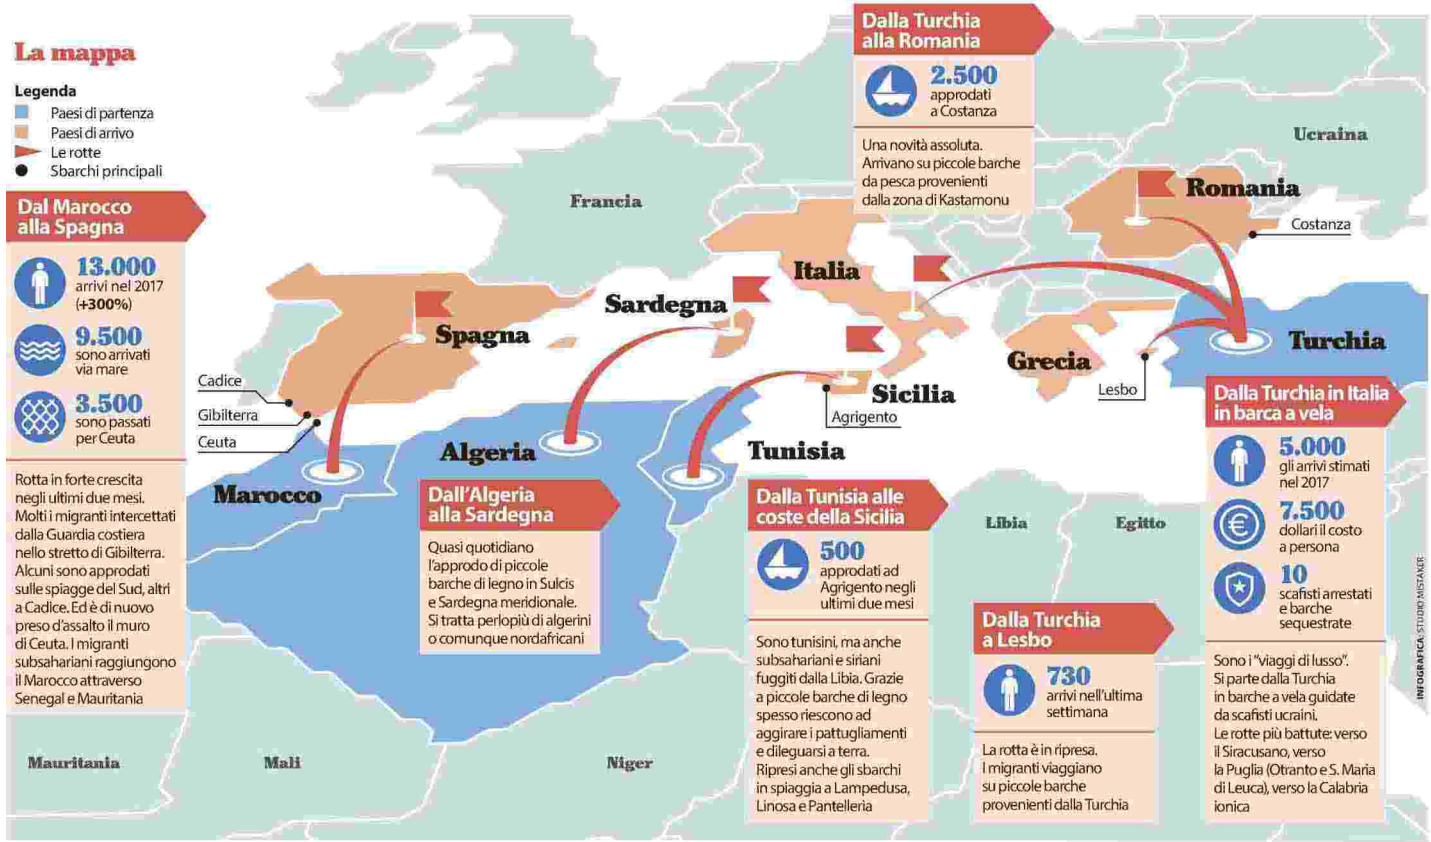 La mappa
Legenda
Paesi di partenza
Paesi di arrivo
Le rotte
Sbarchi principali
Dal Marocco
alla Spagna
13.000
arrivi nel 2017
(+300%)
9.500
sono arrivati
via mare
3.500
sono passati
per Ceuta
Rotta in forte crescita
negli ultimi due mesi.
Molti i migranti intercettati
dalla Guardia costiera
nello stretto di Gibilterra.
Alcuni sono approdati
sulle spiagge del Sud, altri
a Cadice. Ed è di nuovo
preso d'assalto il muro
di Ceuta. I migranti
subsahariani raggiungono
il Marocco attraverso
Senegal e Mauritania
Dalla Turchia
alla Romania
2.500
approdati
a Costanza
Una novità assoluta.
Arrivano su piccole barche
da pesca provenienti
dalla zona di Kastamonu
Ucraina
Francia
Romania
Costanza
Italia
Sardegna
Spagna
Turchia
Grecia
Lesbo
Sicilia
Agrigento
Cadice
Gibilterra
Ceuta
Marocco
Algeria
Tunisia
Libia
Egitto
Mauritania
Mali
Niger
Dall'Algeria
alla Sardegna
Quasi quotidiano
l'approdo di piccole
barche di legno in Sulcis
e Sardegna meridionale.
Si tratta perlopiù di algerini
o comunque nordafricani
Dalla Tunisia alle
coste della Sicilia
500
approdati ad
Agrigento negli
ultimi due mesi
Sono tunisini, ma anche
subsahariani e siriani
fuggiti dalla Libia. Grazie
a piccole barche di legno
spesso riescono ad
aggirare i pattugliamenti
e dileguarsi a terra.
Ripresi anche gli sbarchi
in spiaggia a Lampedusa,
Linosa e Pantelleria
Dalla Turchia
a Lesbo
730
arrivi nell'ultima
settimana
La rotta è in ripresa.
I migranti viaggiano
su piccole barche
provenienti dalla Turchia
Dalla Turchia in Italia
in barca a vela
5.000
gli arrivi stimati
nel 2017
7.500
dollari il costo
a persona
10
scafisti arrestati
e barche
sequestrate
Sono i "viaggi di lusso".
Si parte dalla Turchia
in barche a vela guidate
da scafisti ucraini.
Le rotte più battute: verso
il Siracusano, verso
la Puglia (Otranto e S. Maria
di Leuca), verso la Calabria
ionica
INFOGRAFICA: STUDIO MISTAKER